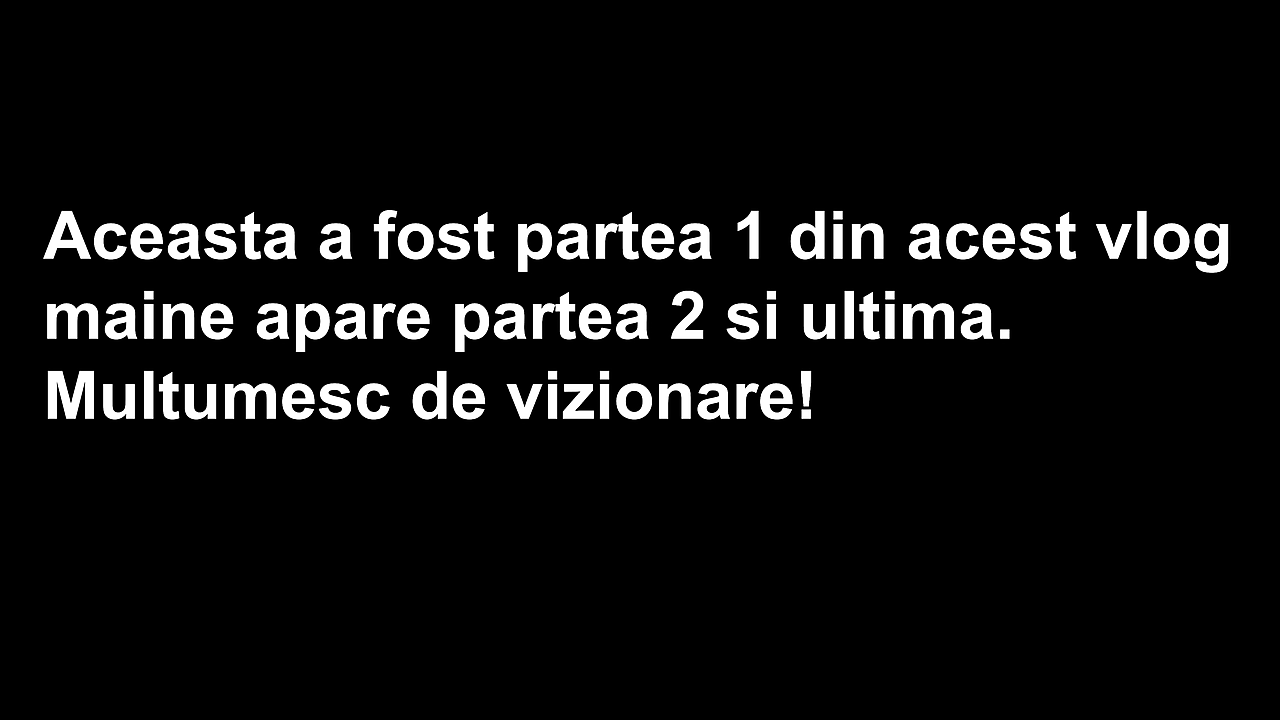 Aceasta a fost partea 1 din acest vlog
maine apare partea 2 si ultima.
Multumesc de vizionare!